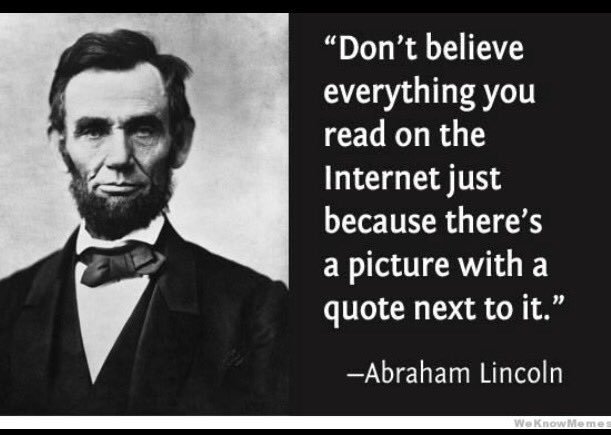 “Don’t believe
everything you
read on the
Internet just
because there’s
a picture with a
quote next to it.”
—Abraham Lincoln
WeKnowMemes